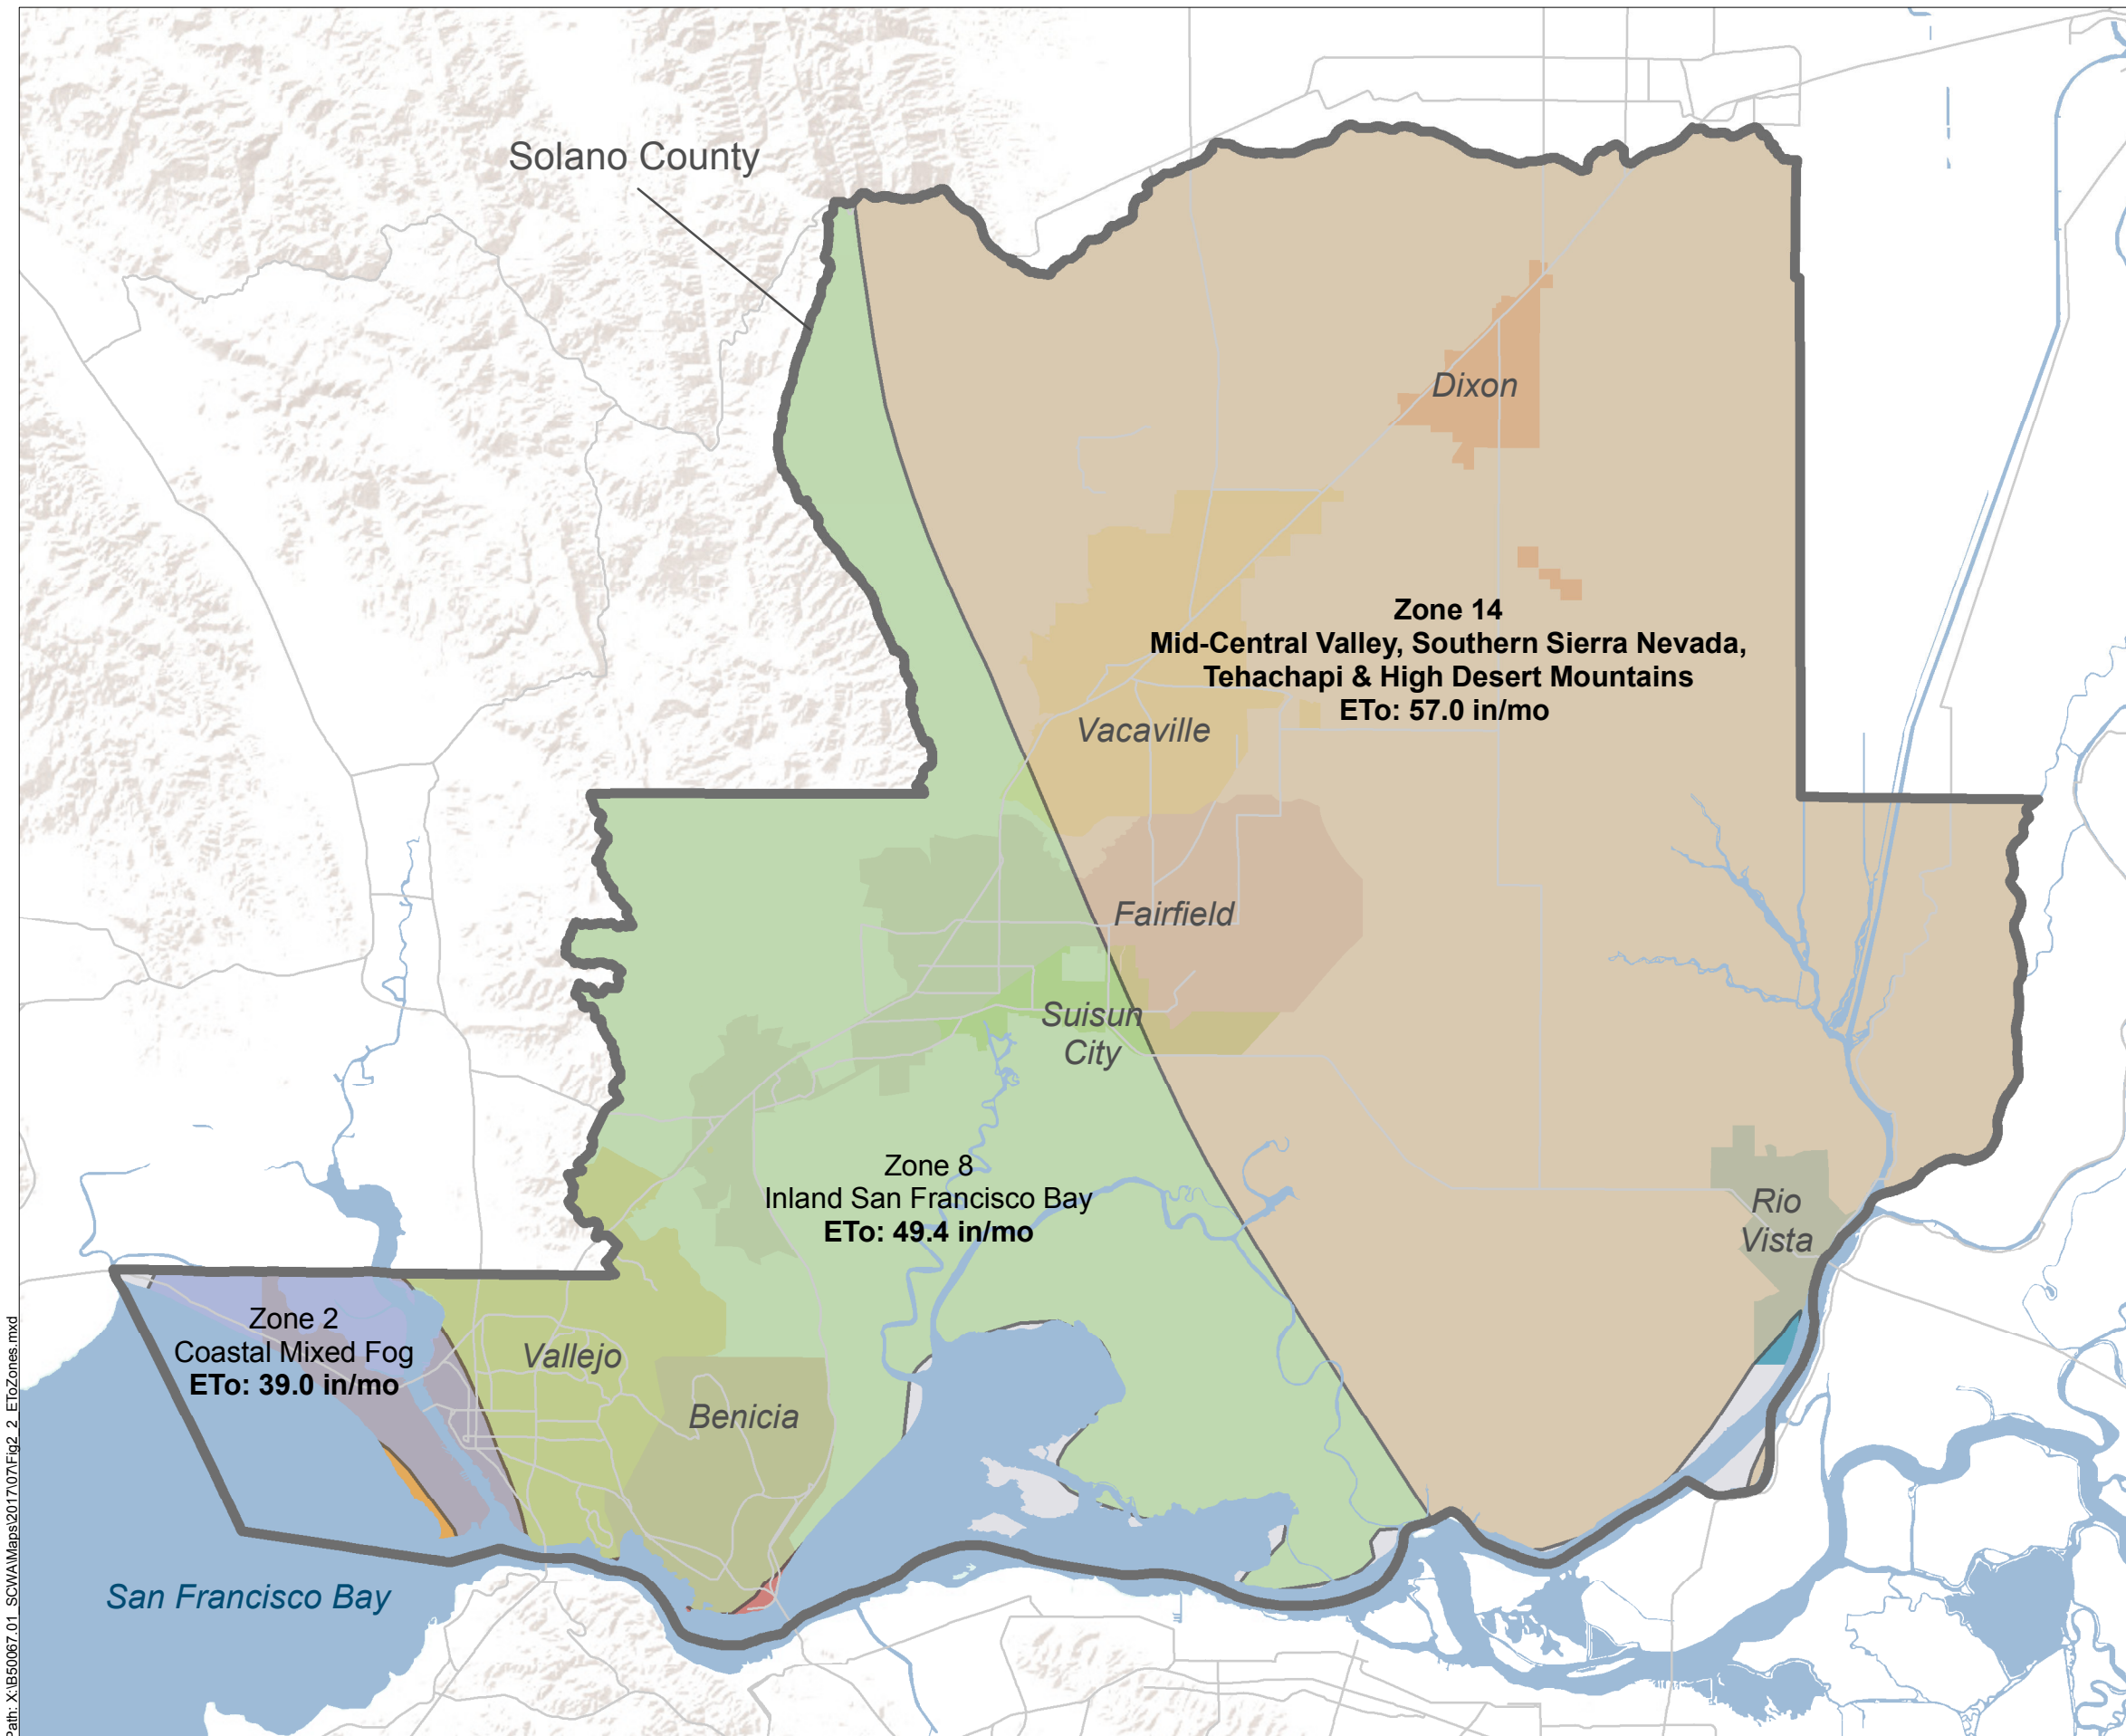 Solano County
Dixon
Zone 14
Mid-Central Valley, Southern Sierra Nevada,
Tehachapi & High Desert Mountains
ETo: 57.0 in/mo
Vacaville
Fairfield
Suisun
City
Zone 8
Inland San Francisco Bay
ETo: 49.4 in/mo
Rio
Vista
Zone 2
Coastal Mixed Fog
ETo: 39.0 in/mo
Vallejo
Benicia
San Francisco Bay
Path: X:\B50067.01_SCWA\Maps\2017\07\Fig2_2_EToZones.mxd